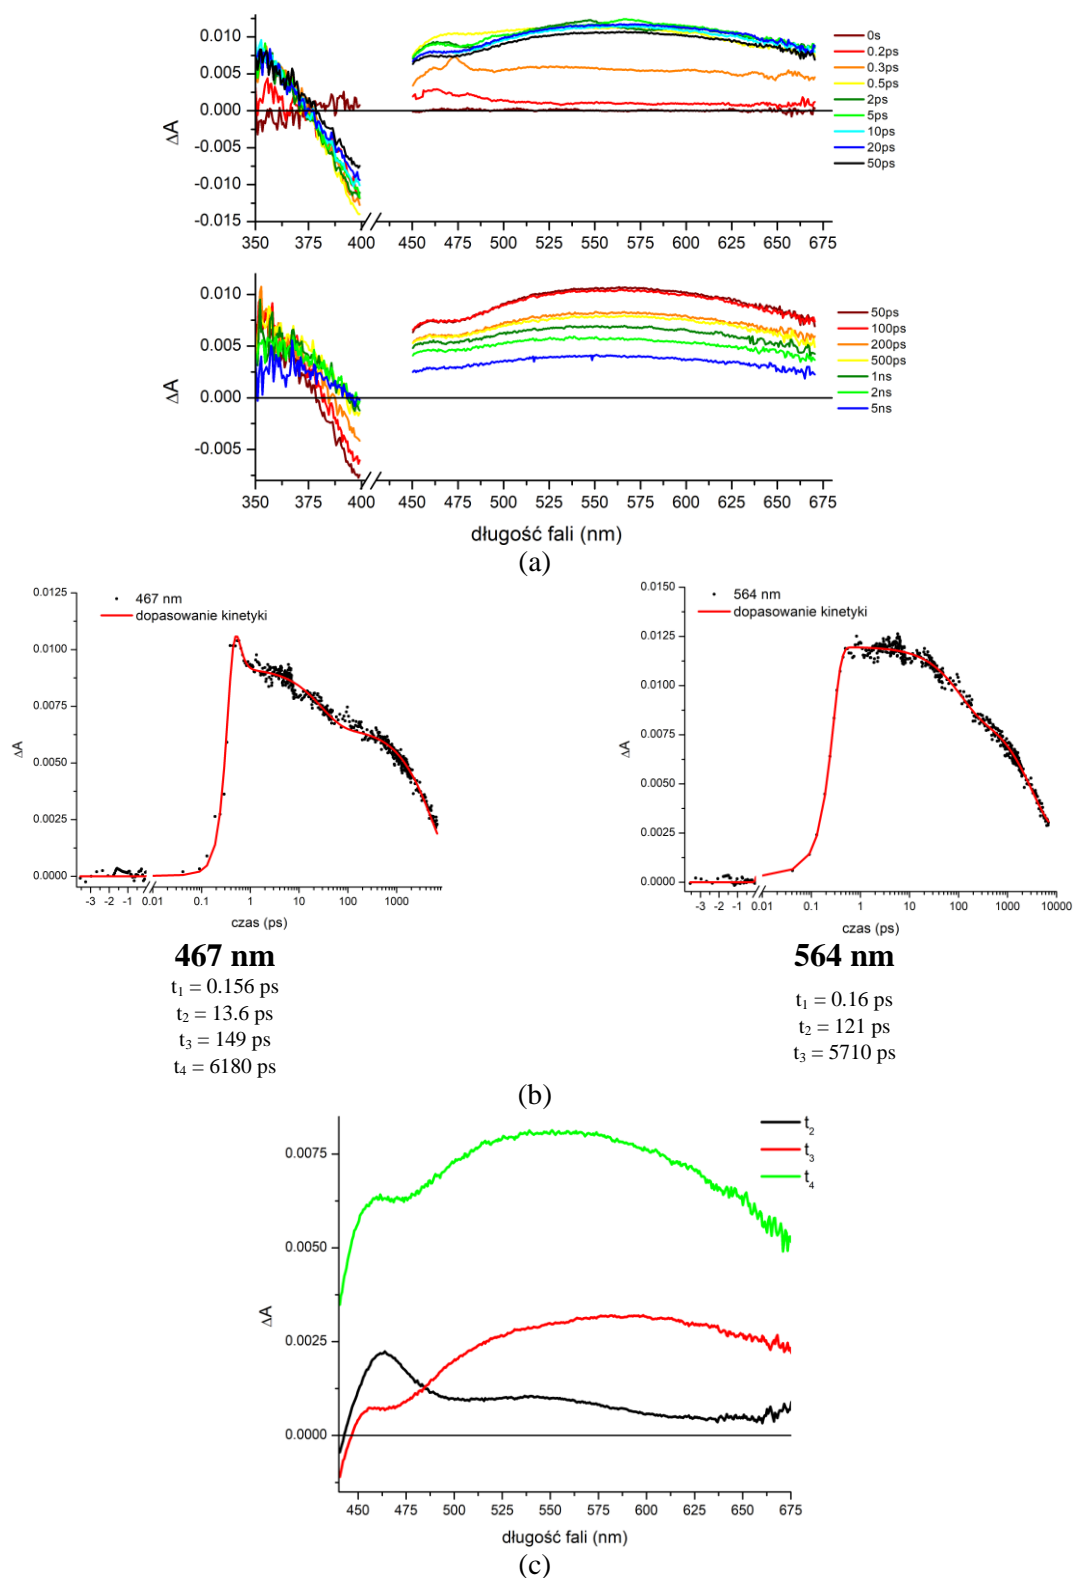 0.010
0.005
0.000
-0.005
-0.010
-0.015
ΔA
350 375 400 450 475 500 525 550 575 600 625 650 675
0s
0.2ps
0.3ps
0.5ps
2ps
5ps
10ps
20ps
50ps
0.010
0.005
0.000
-0.005
ΔA
350 375 400 450 475 500 525 550 575 600 625 650 675
50ps
100ps
200ps
500ps
1ns
2ns
5ns
długość fali (nm)
(a)
0.0125
0.0100
0.0075
0.0050
0.0025
0.0000
ΔA
467 nm
dopasowanie kinetyki
-3 -2 -1 0.01 0.1 1 10 100 1000
czas (ps)
0.0150
0.0125
0.0100
0.0075
0.0050
0.0025
0.0000
ΔA
564 nm
dopasowanie kinetyki
-3 -2 -1 0.01 0.1 1 10 100 1000 10000
czas (ps)
467 nm
t₁ = 0.156 ps
t₂ = 13.6 ps
t₃ = 149 ps
t₄ = 6180 ps
564 nm
t₁ = 0.16 ps
t₂ = 121 ps
t₃ = 5710 ps
(b)
0.0075
0.0050
0.0025
0.0000
ΔA
t₂
t₃
t₄
450 475 500 525 550 575 600 625 650 675
długość fali (nm)
(c)